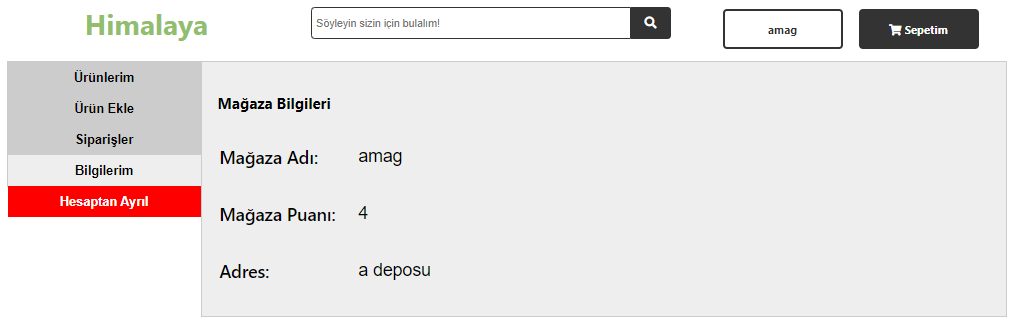 Himalaya
Söyleyin sizin için bulalım!
amag
Sepetim
Ürünlerim
Ürün Ekle
Siparişler
Bilgilerim
Hesaptan Ayrıl
Mağaza Bilgileri
Mağaza Adı: amag
Mağaza Puanı: 4
Adres: a deposu